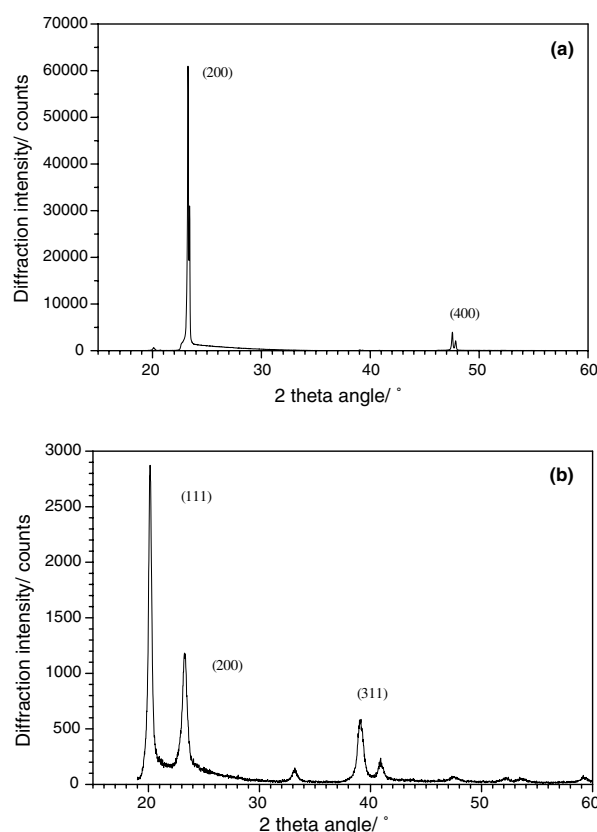 70000
(a)
(200)
60000
50000
40000
30000
20000
10000
0
(400)
Diffraction intensity/ counts
20 30 40 50 60
2 theta angle/ °
3000
(b)
(111)
2500
2000
1500
(200)
1000
(311)
500
0
Diffraction intensity/ counts
20 30 40 50 60
2 theta angle/ °